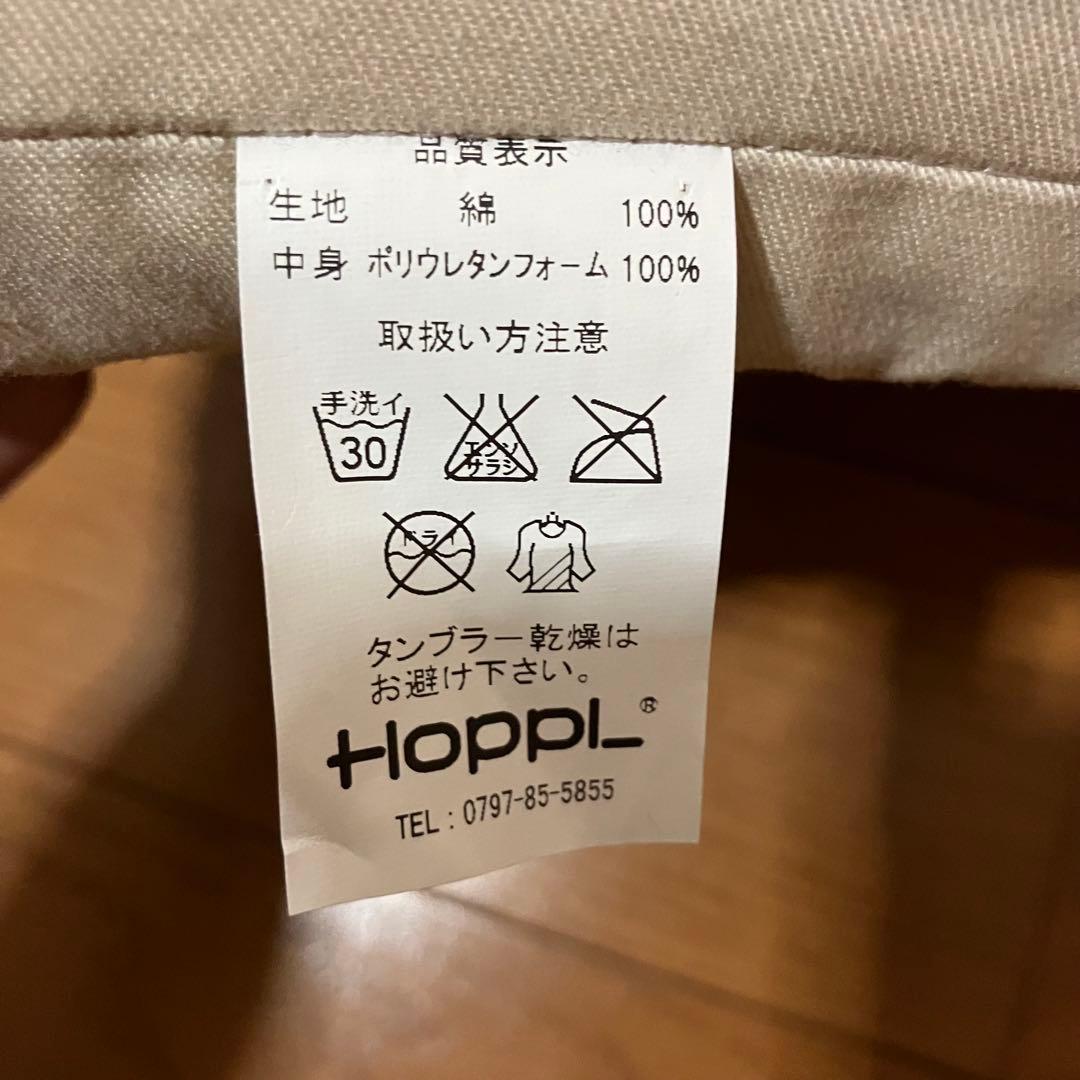 品質表示
生地 綿 100%
中身 ポリウレタンフォーム 100%
取扱い方注意
手洗イ
30
エンソ
サラシ
ドライ
タンブラー乾燥は
お避け下さい。
Hoppl®
TEL : 0797-85-5855